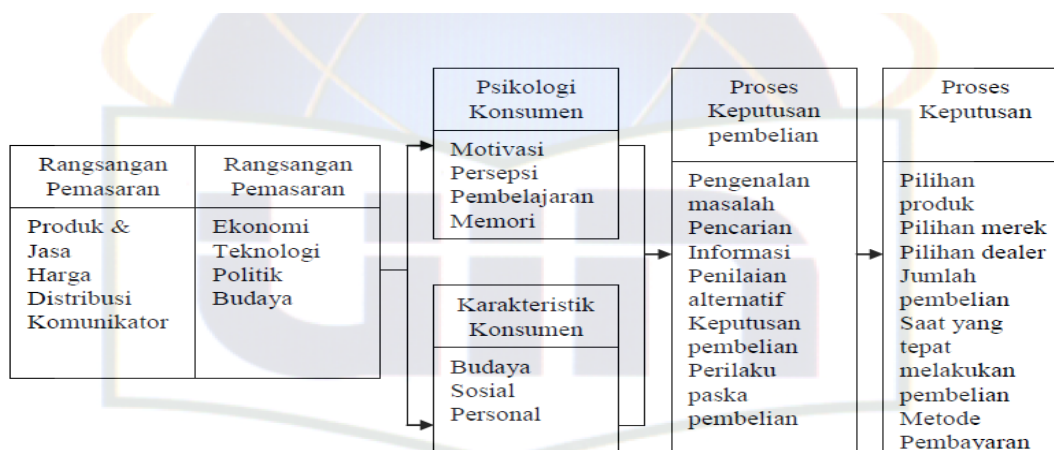 Rangsangan
Pemasaran
Produk &
Jasa
Harga
Distribusi
Komunikator
Rangsangan
Pemasaran
Ekonomi
Teknologi
Politik
Budaya
Psikologi
Konsumen
Motivasi
Persepsi
Pembelajaran
Memori
Karakteristik
Konsumen
Budaya
Sosial
Personal
Proses
Keputusan
pembelian
Pengenalan
masalah
Pencarian
Informasi
Penilaian
alternatif
Keputusan
pembelian
Perilaku
paska
pembelian
Proses
Keputusan
Pilihan
produk
Pilihan merek
Pilihan dealer
Jumlah
pembelian
Saat yang
tepat
melakukan
pembelian
Metode
Pembayaran